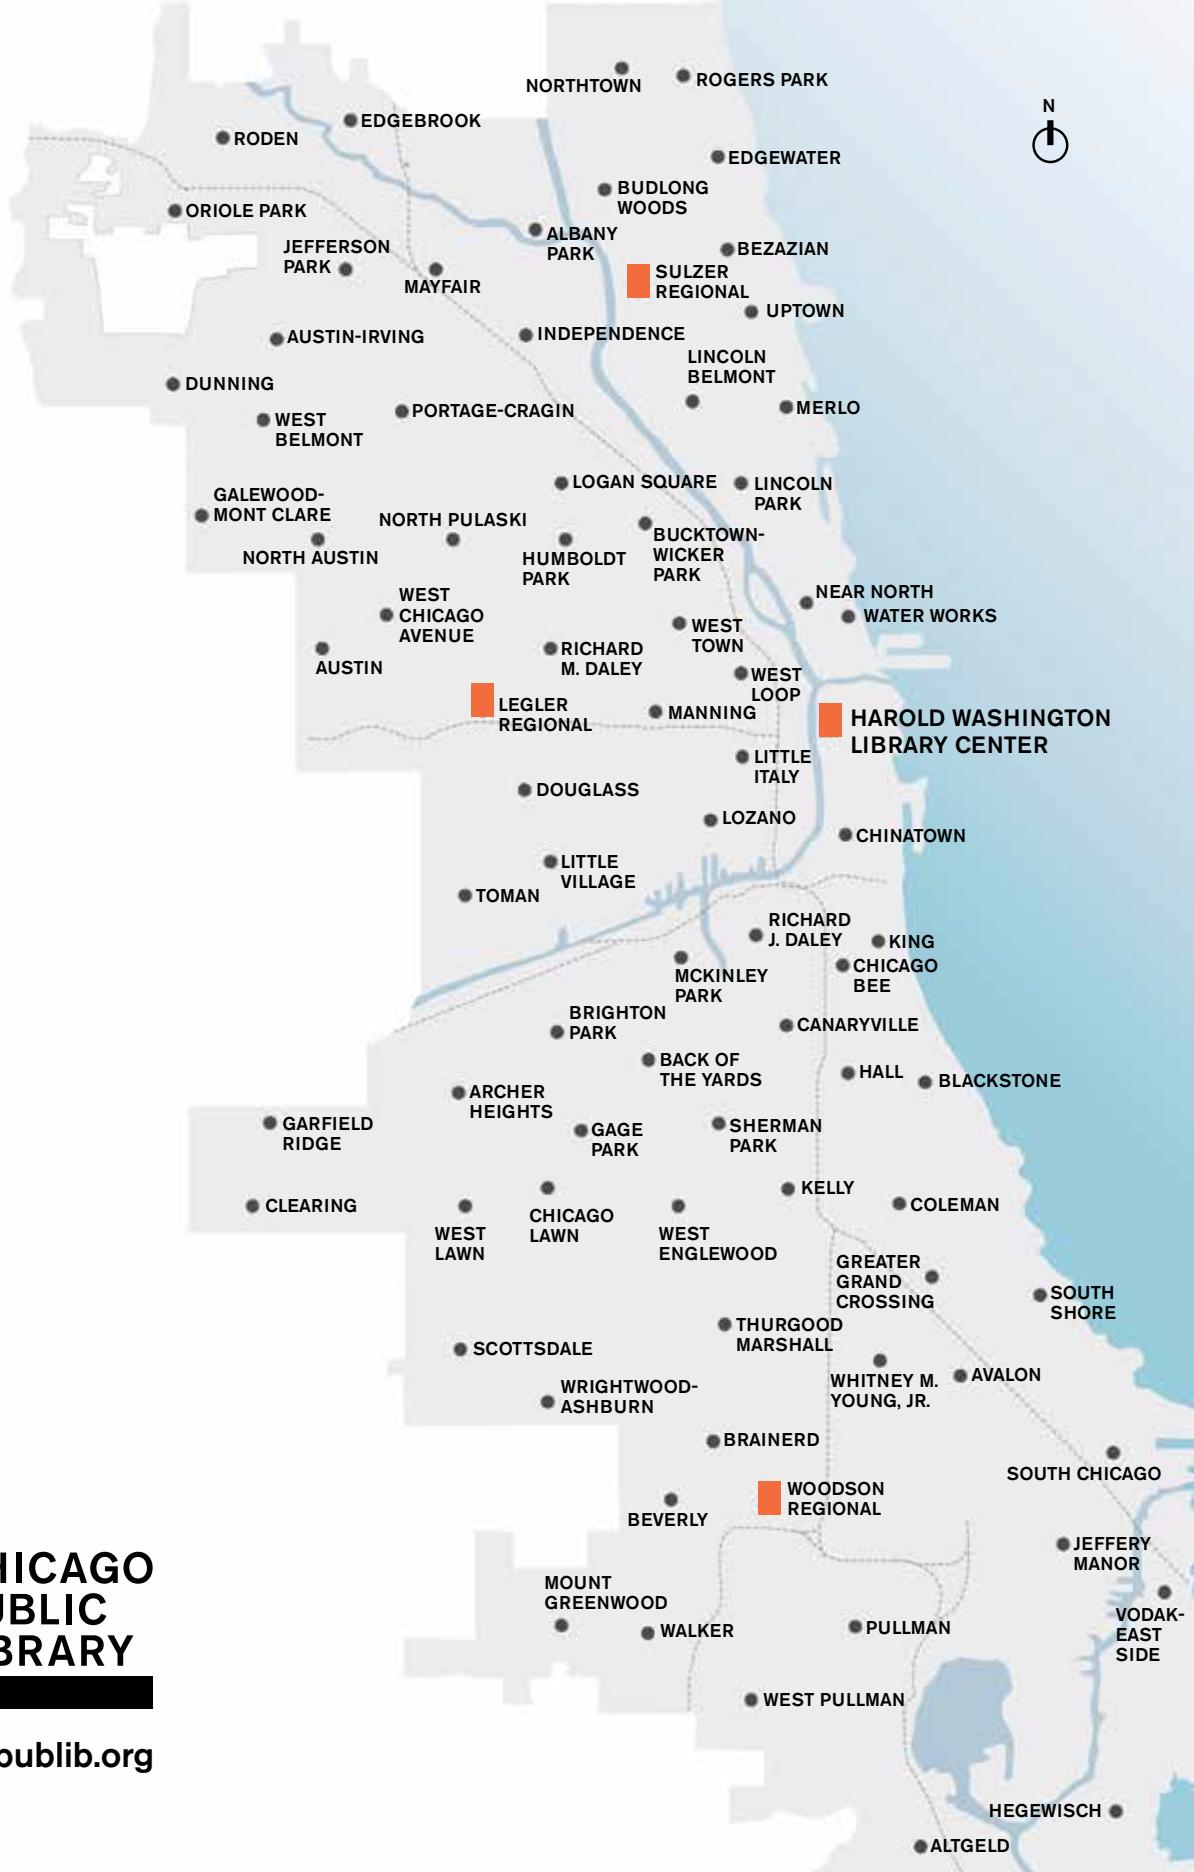 NORTHTOWN
ROGERS PARK
N
EDGEBROOK
RODEN
EDGEWATER
BUDLONG
WOODS
ORIOLE PARK
ALBANY
PARK
JEFFERSON
PARK
BEZAZIAN
MAYFAIR
SULZER
REGIONAL
UPTOWN
AUSTIN-IRVING
INDEPENDENCE
LINCOLN
BELMONT
DUNNING
MERLO
PORTAGE-CRAGIN
WEST
BELMONT
LOGAN SQUARE
LINCOLN
PARK
GALEWOOD-
MONT CLARE
NORTH PULASKI
BUCKTOWN-
WICKER
PARK
NORTH AUSTIN
HUMBOLDT
PARK
NEAR NORTH
WATER WORKS
WEST
CHICAGO
AVENUE
WEST
TOWN
AUSTIN
RICHARD
M. DALEY
WEST
LOOP
LEGLER
REGIONAL
MANNING
HAROLD WASHINGTON
LIBRARY CENTER
LITTLE
ITALY
DOUGLASS
LOZANO
CHINATOWN
LITTLE
VILLAGE
TOMAN
RICHARD
J. DALEY
KING
CHICAGO
BEE
MCKINLEY
PARK
BRIGHTON
PARK
CANARYVILLE
BACK OF
THE YARDS
HALL
BLACKSTONE
ARCHER
HEIGHTS
GARFIELD
RIDGE
GAGE
PARK
SHERMAN
PARK
KELLY
CLEARING
COLEMAN
CHICAGO
LAWN
WEST
LAWN
WEST
ENGLEWOOD
GREATER
GRAND
CROSSING
SOUTH
SHORE
THURGOOD
MARSHALL
SCOTTSDALE
WHITNEY M.
YOUNG, JR.
AVALON
WRIGHTWOOD-
ASHBURN
BRAINERD
SOUTH CHICAGO
WOODSON
REGIONAL
BEVERLY
JEFFERY
MANOR
MOUNT
GREENWOOD
VODAK-
EAST
SIDE
WALKER
PULLMAN
WEST PULLMAN
HEGEWISCH
ALTGELD
HICAGO
UBLIC
BRARY
publib.org